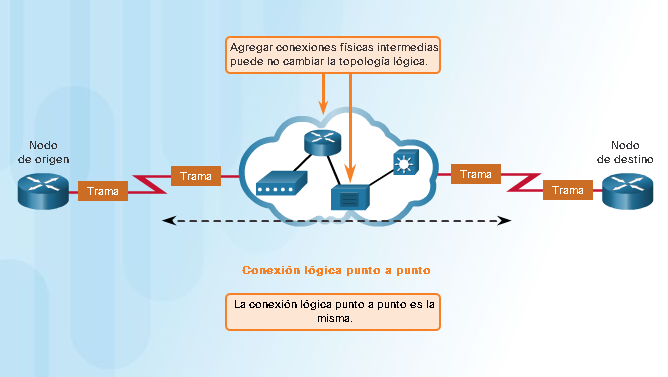 Agregar conexiones físicas intermedias
puede no cambiar la topología lógica.
Nodo
de origen
Nodo
de destino
Trama
Trama
Trama
Trama
Conexión lógica punto a punto
La conexión lógica punto a punto es la
misma.